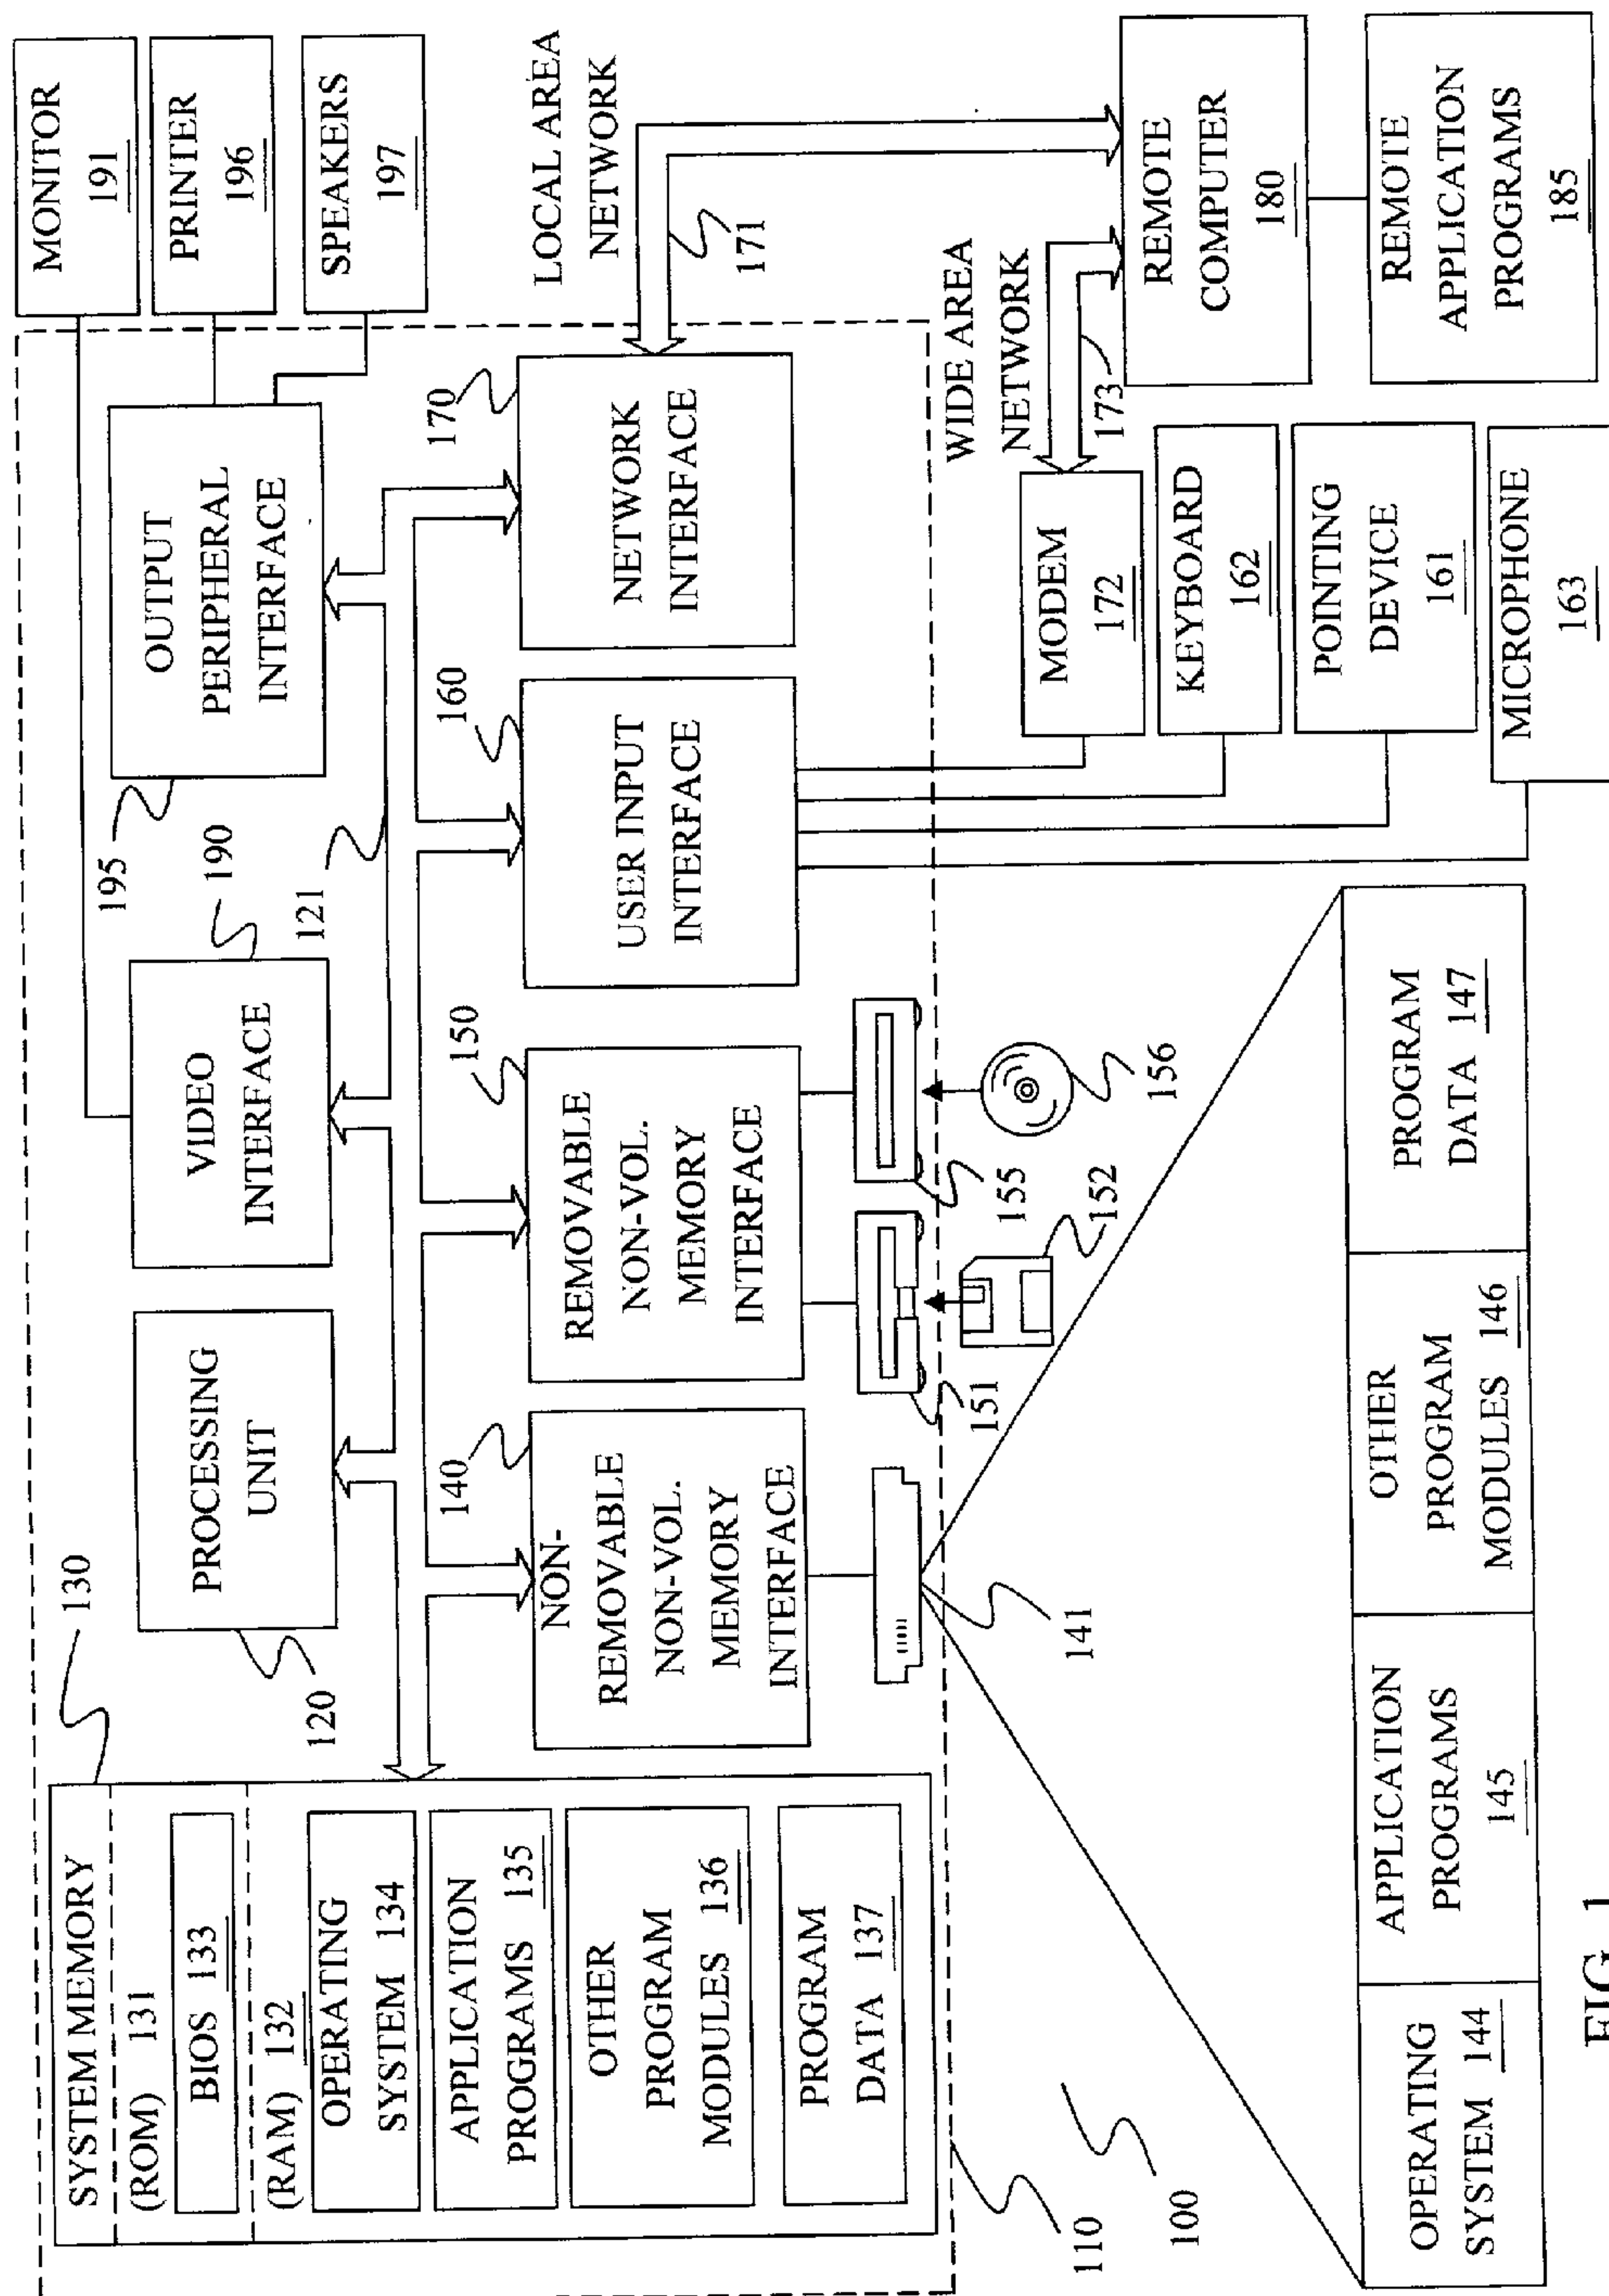 SYSTEM MEMORY
(ROM) 131
BIOS 133
(RAM) 132
OPERATING
SYSTEM 134
APPLICATION
PROGRAMS 135
OTHER
PROGRAM
MODULES 136
PROGRAM
DATA 137
130
120
PROCESSING
UNIT
VIDEO
INTERFACE
190
195
121
OUTPUT
PERIPHERAL
INTERFACE
MONITOR
191
PRINTER
196
SPEAKERS
197
140
NON-
REMOVABLE
NON-VOL.
MEMORY
INTERFACE
150
REMOVABLE
NON-VOL.
MEMORY
INTERFACE
160
USER INPUT
INTERFACE
170
NETWORK
INTERFACE
LOCAL AREA
NETWORK
171
WIDE AREA
NETWORK
173
141
151
152
155
156
MODEM
172
KEYBOARD
162
POINTING
DEVICE
161
MICROPHONE
163
REMOTE
COMPUTER
180
REMOTE
APPLICATION
PROGRAMS
185
110
100
OPERATING
SYSTEM 144
APPLICATION
PROGRAMS
145
OTHER
PROGRAM
MODULES 146
PROGRAM
DATA 147
FIG. 1